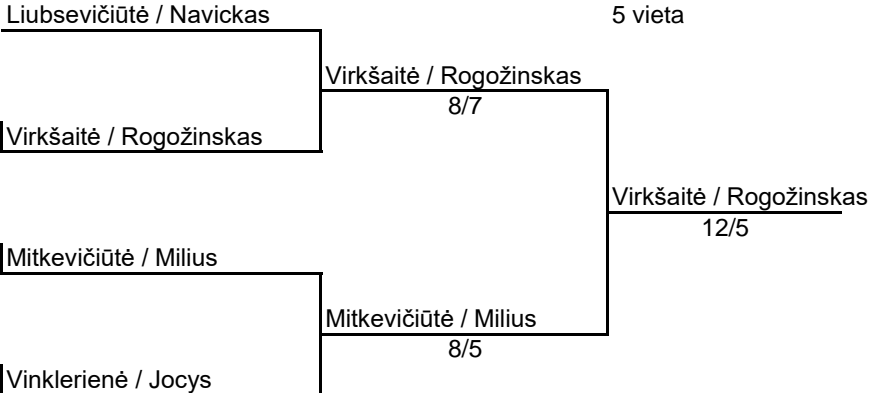 Liubsevičiūtė / Navickas
5 vieta
Virkšaitė / Rogožinskas
8/7
Virkšaitė / Rogožinskas
Virkšaitė / Rogožinskas
12/5
Mitkevičiūtė / Milius
Mitkevičiūtė / Milius
8/5
Vinklerienė / Jocys